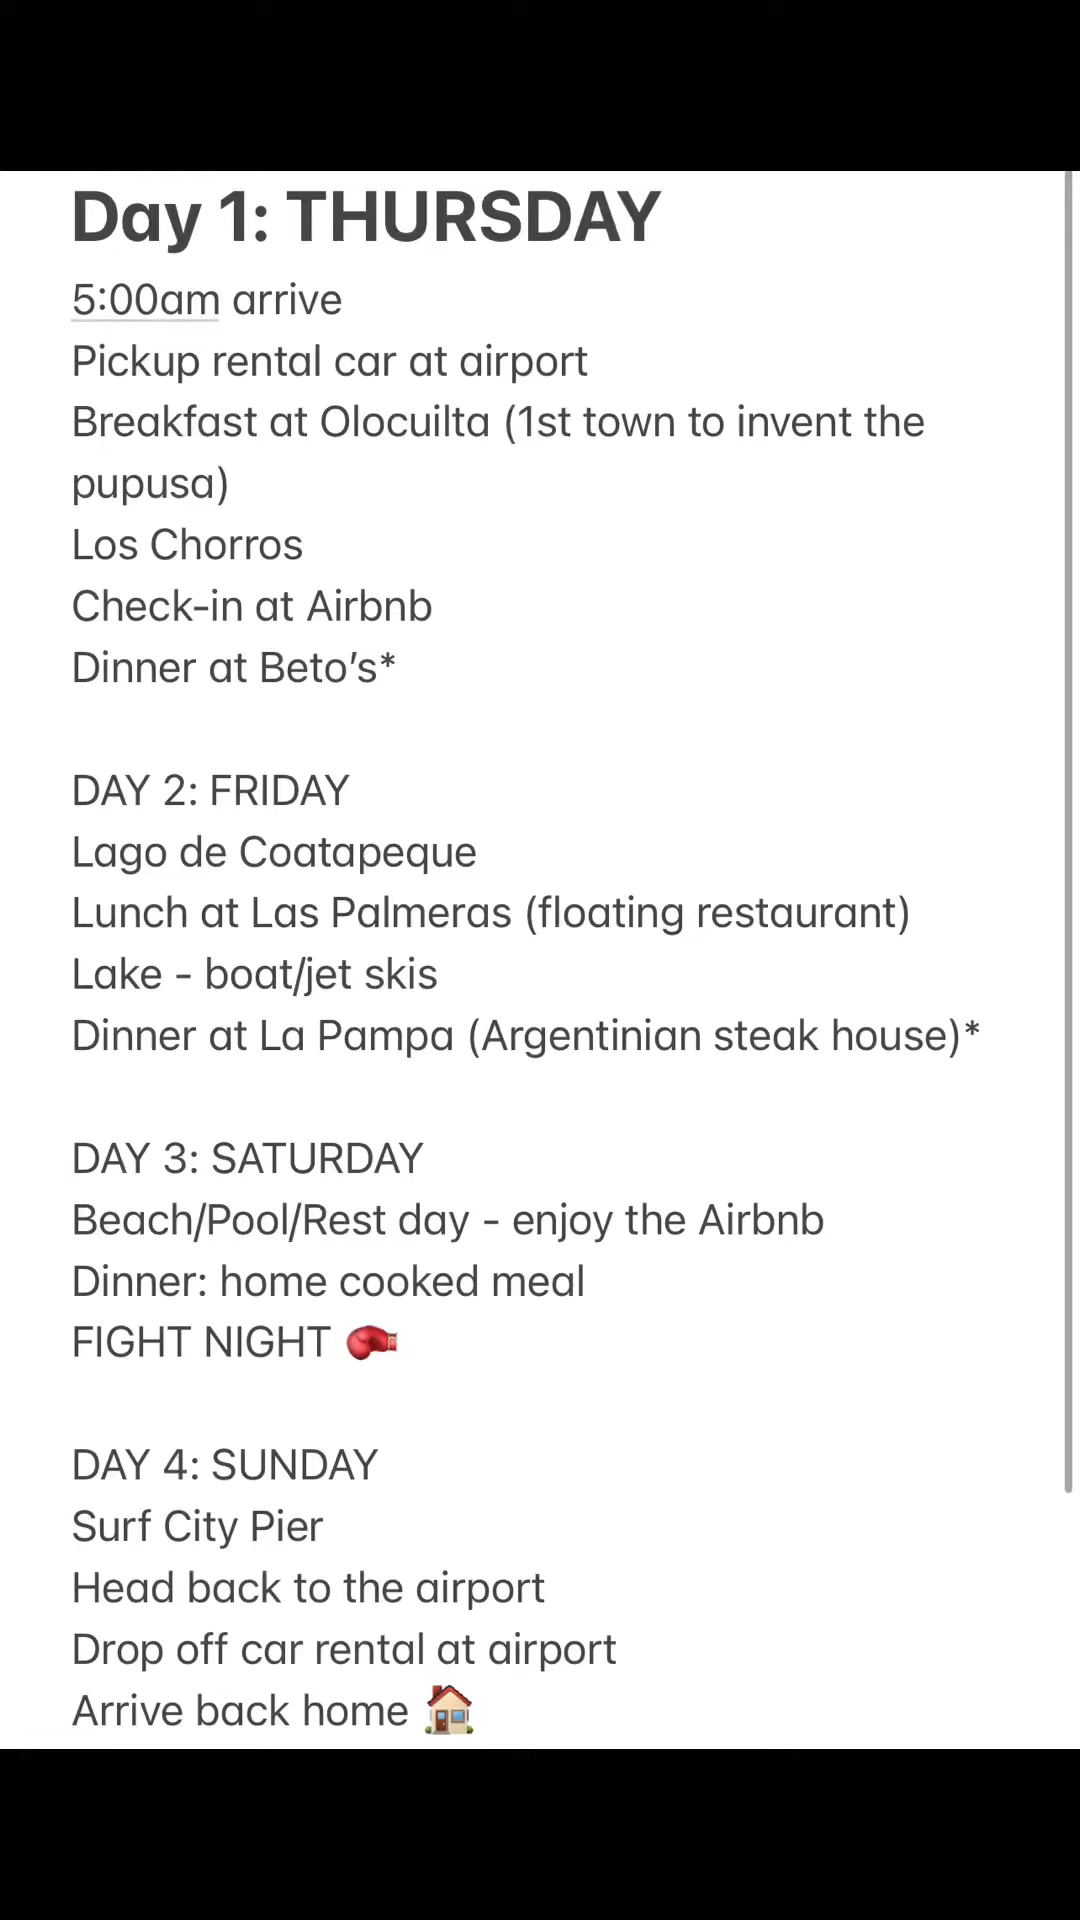 Day 1: THURSDAY
5:00am arrive
Pickup rental car at airport
Breakfast at Olocuilta (1st town to invent the
pupusa)
Los Chorros
Check-in at Airbnb
Dinner at Beto’s*
DAY 2: FRIDAY
Lago de Coatapeque
Lunch at Las Palmeras (floating restaurant)
Lake - boat/jet skis
Dinner at La Pampa (Argentinian steak house)*
DAY 3: SATURDAY
Beach/Pool/Rest day - enjoy the Airbnb
Dinner: home cooked meal
FIGHT NIGHT 🥊
DAY 4: SUNDAY
Surf City Pier
Head back to the airport
Drop off car rental at airport
Arrive back home 🏠